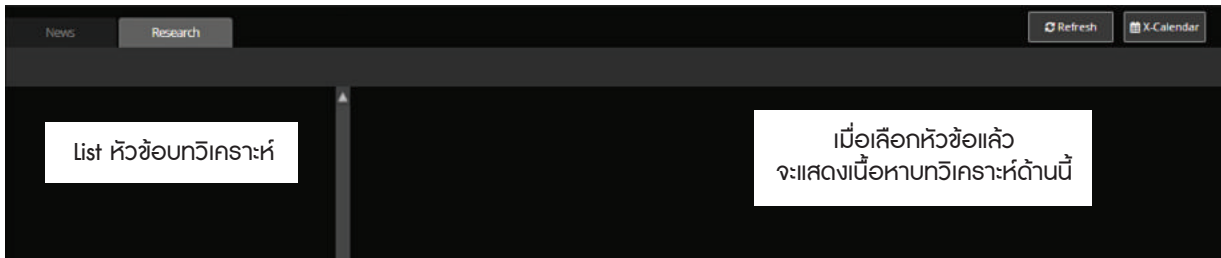 News
Research
Refresh
X-Calendar
List หัวข้อบทวิเคราะห์
เมื่อเลือกหัวข้อแล้ว
จะแสดงเนื้อหาบทวิเคราะห์ด้านนี้